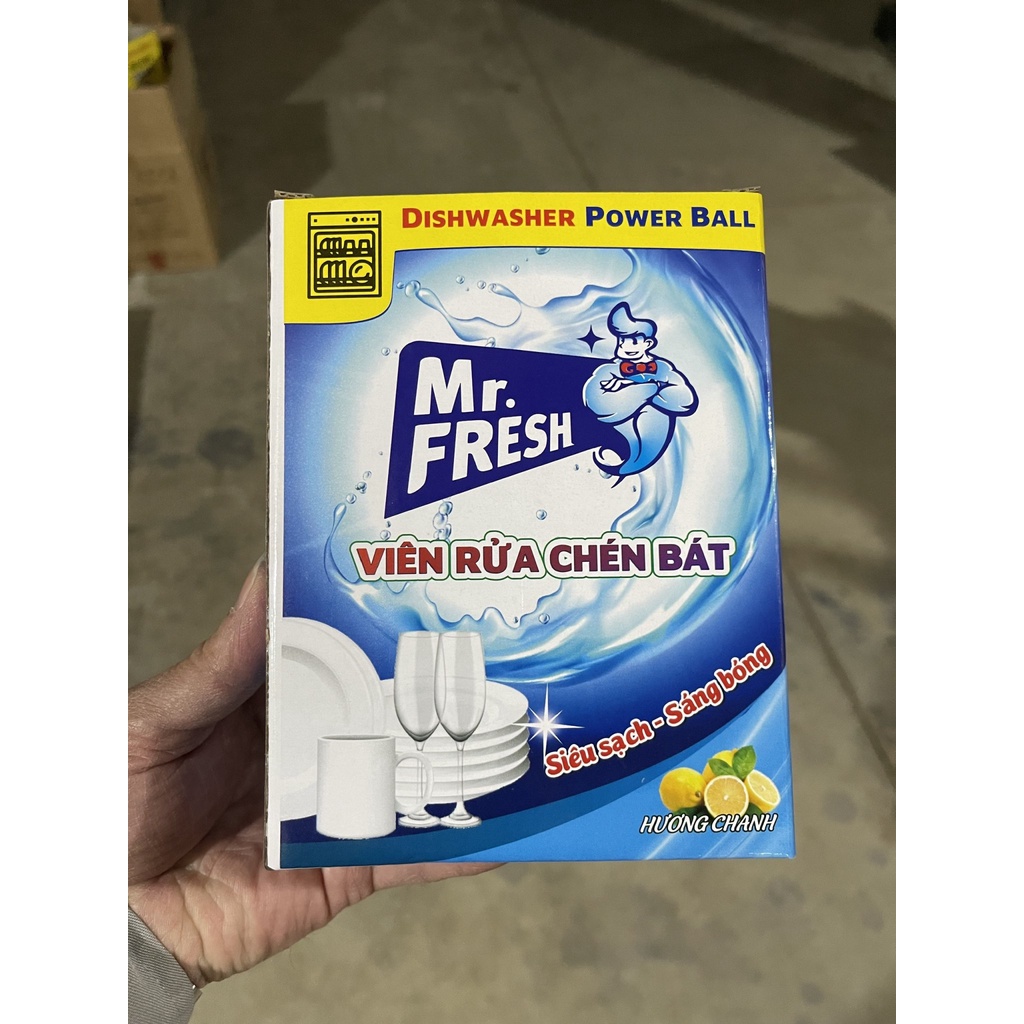 DISHWASHER POWER BALL
Mr.
FRESH
VIÊN RỬA CHÉN BÁT
Siêu sạch - Sáng bóng
HƯƠNG CHANH